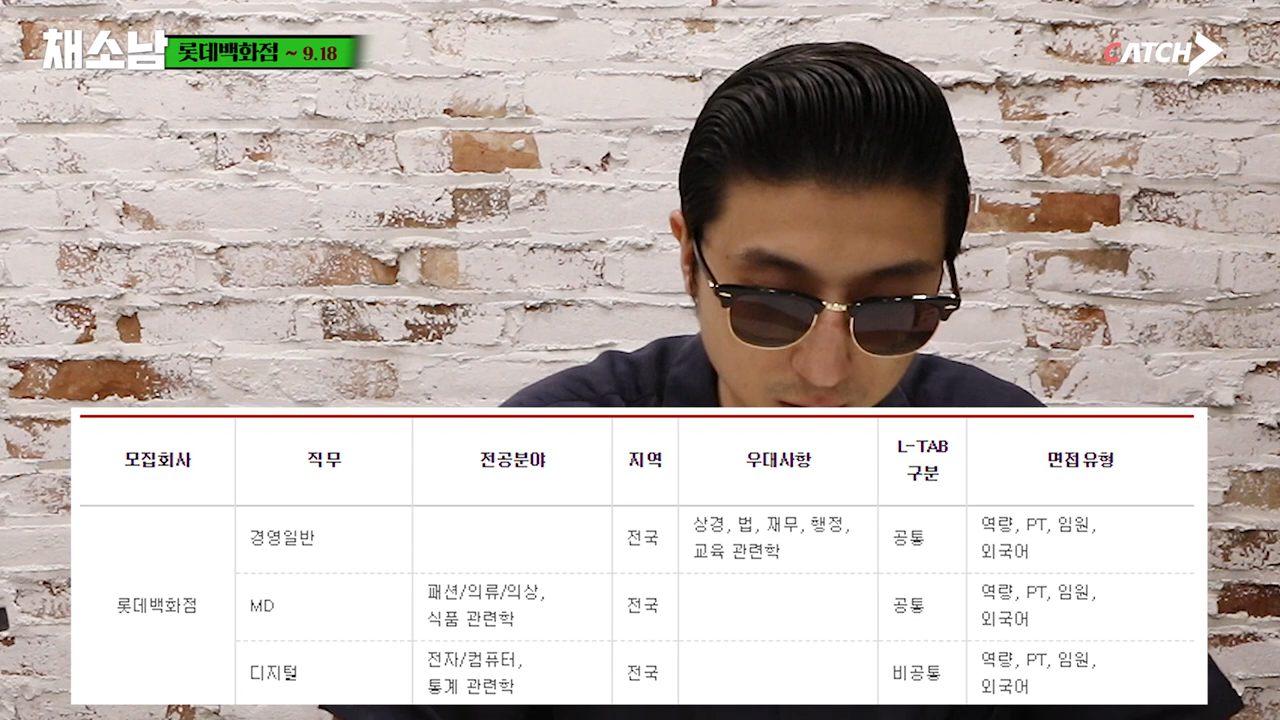 채소남
롯데백화점 ~ 9.18
CATCH
모집회사
직무
전공분야
지역
우대사항
L-TAB
구분
면접유형
롯데백화점
경영일반
전국
상경, 법, 재무, 행정,
교육 관련학
공통
역량, PT, 임원,
외국어
MD
패션/의류/의상,
식품 관련학
전국
공통
역량, PT, 임원,
외국어
디지털
전자/컴퓨터,
통계 관련학
전국
비공통
역량, PT, 임원,
외국어